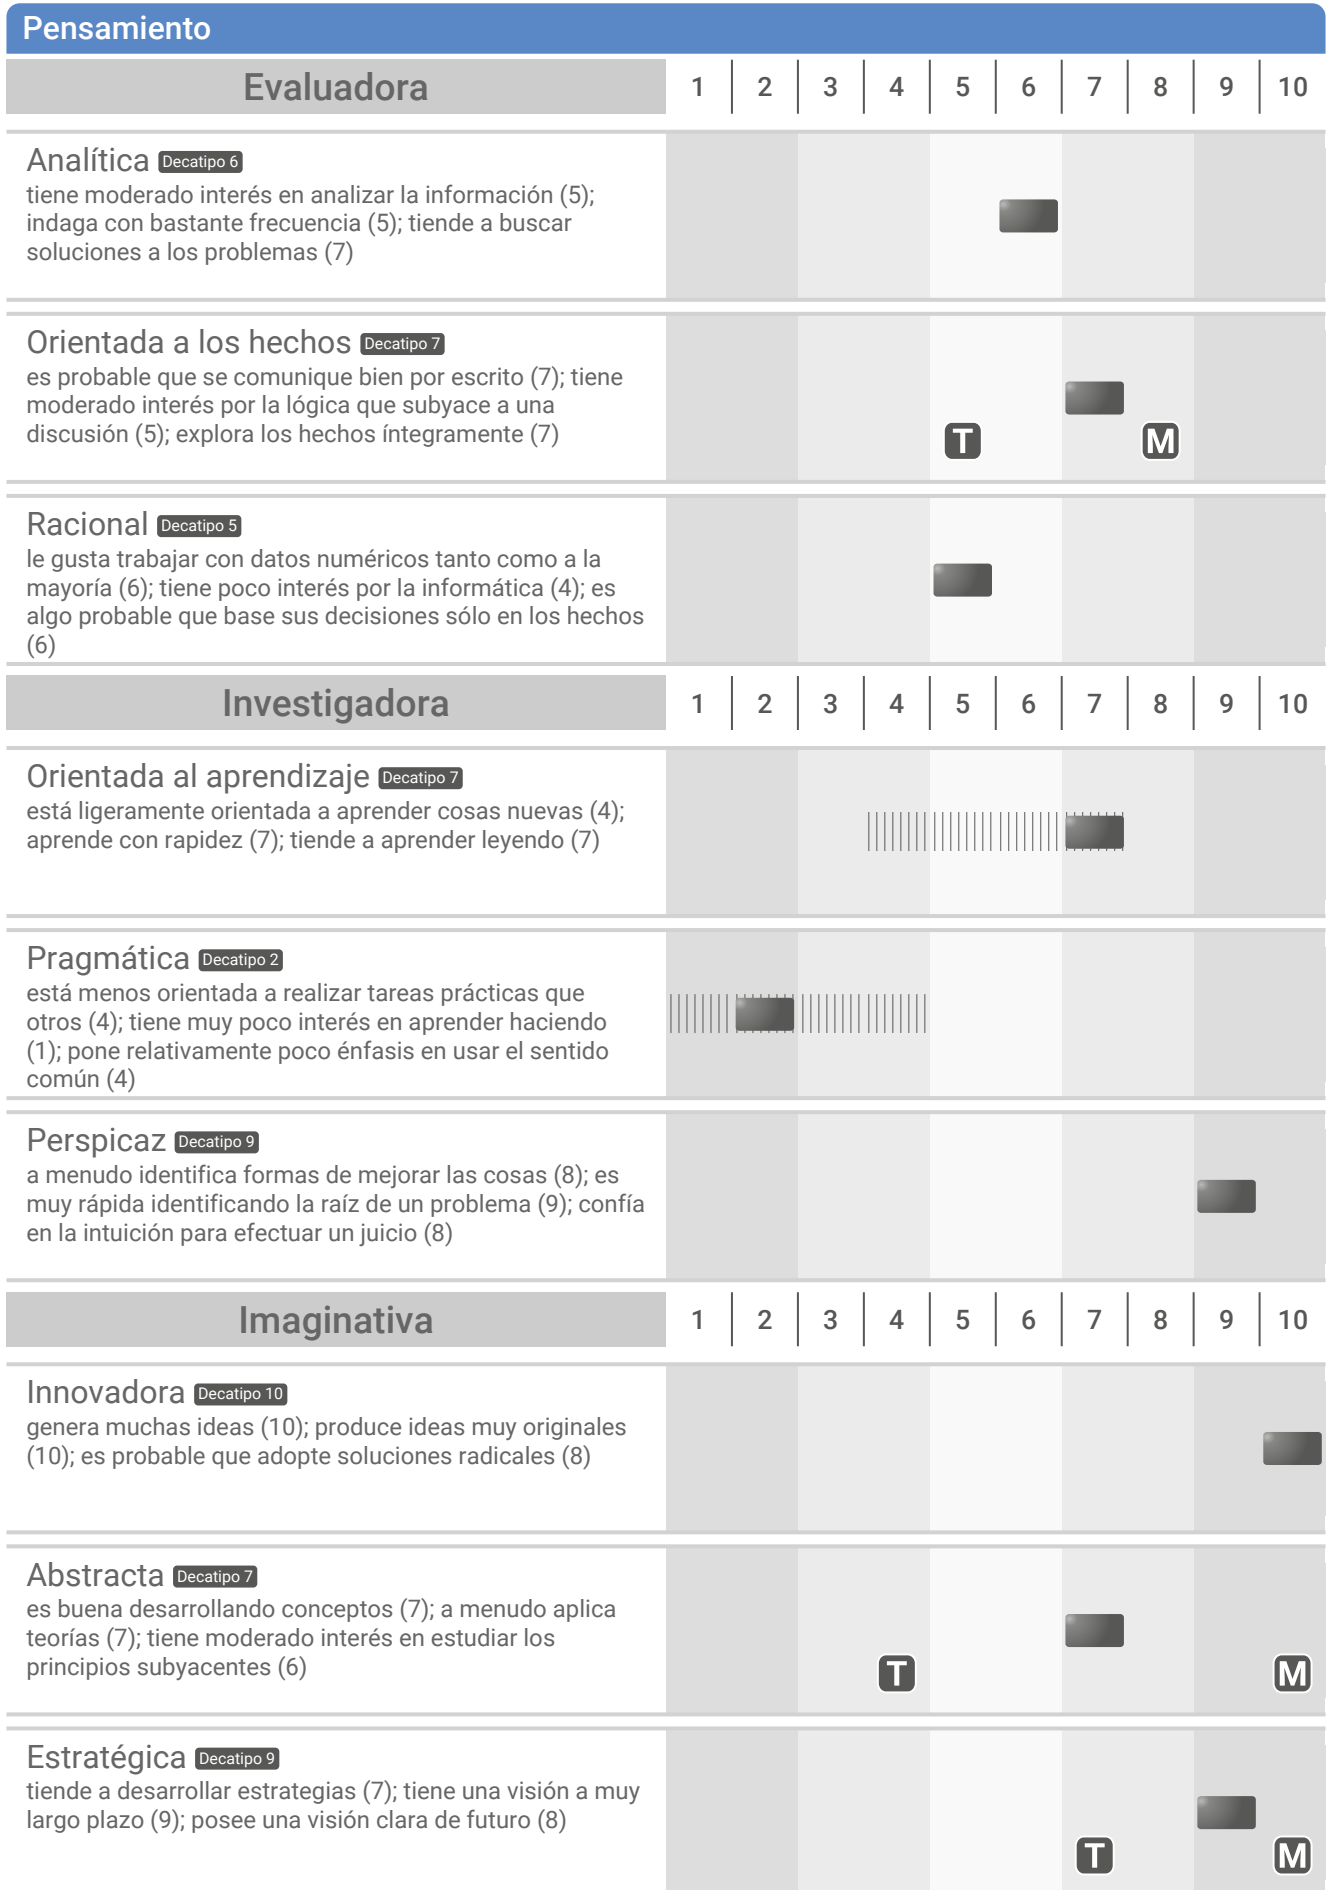 Pensamiento
Evaluadora 1 2 3 4 5 6 7 8 9 10
Analítica Decatipo 6
tiene moderado interés en analizar la información (5);
indaga con bastante frecuencia (5); tiende a buscar
soluciones a los problemas (7)
Orientada a los hechos Decatipo 7
es probable que se comunique bien por escrito (7); tiene
moderado interés por la lógica que subyace a una
discusión (5); explora los hechos íntegramente (7)
T M
Racional Decatipo 5
le gusta trabajar con datos numéricos tanto como a la
mayoría (6); tiene poco interés por la informática (4); es
algo probable que base sus decisiones sólo en los hechos
(6)
Investigadora 1 2 3 4 5 6 7 8 9 10
Orientada al aprendizaje Decatipo 7
está ligeramente orientada a aprender cosas nuevas (4);
aprende con rapidez (7); tiende a aprender leyendo (7)
Pragmática Decatipo 2
está menos orientada a realizar tareas prácticas que
otros (4); tiene muy poco interés en aprender haciendo
(1); pone relativamente poco énfasis en usar el sentido
común (4)
Perspicaz Decatipo 9
a menudo identifica formas de mejorar las cosas (8); es
muy rápida identificando la raíz de un problema (9); confía
en la intuición para efectuar un juicio (8)
Imaginativa 1 2 3 4 5 6 7 8 9 10
Innovadora Decatipo 10
genera muchas ideas (10); produce ideas muy originales
(10); es probable que adopte soluciones radicales (8)
Abstracta Decatipo 7
es buena desarrollando conceptos (7); a menudo aplica
teorías (7); tiene moderado interés en estudiar los
principios subyacentes (6)
T M
Estratégica Decatipo 9
tiende a desarrollar estrategias (7); tiene una visión a muy
largo plazo (9); posee una visión clara de futuro (8)
T M